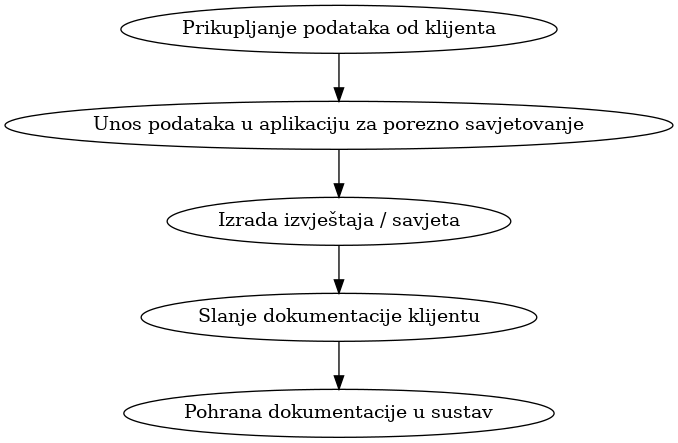 Prikupljanje podataka od klijenta
Unos podataka u aplikaciju za porezno savjetovanje
Izrada izvještaja / savjeta
Slanje dokumentacije klijentu
Pohrana dokumentacije u sustav